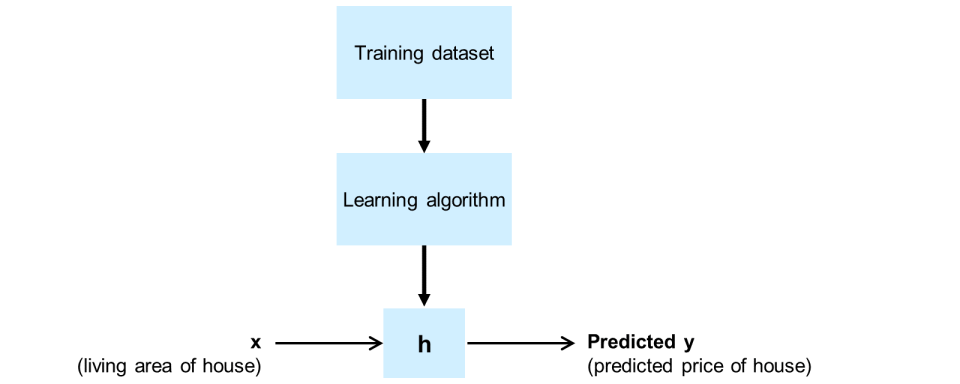 Training dataset
Learning algorithm
x
(living area of house)
h
Predicted y
(predicted price of house)